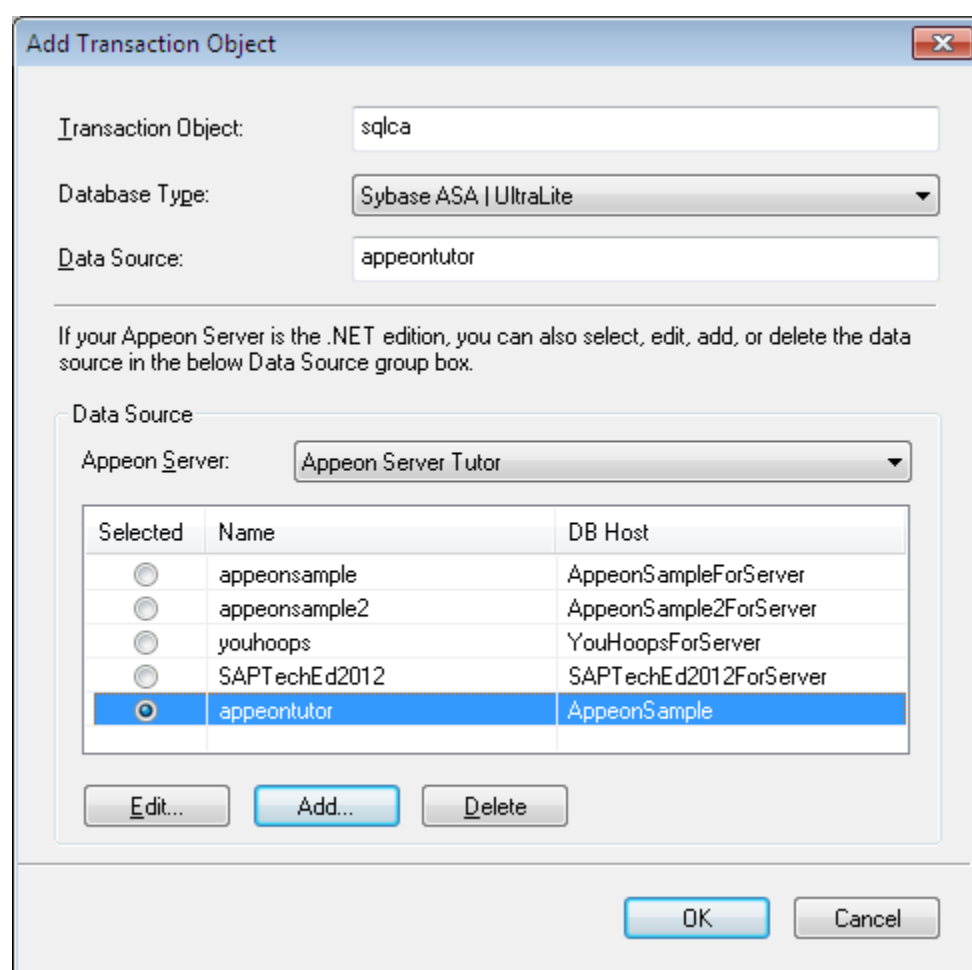 Add Transaction Object
Transaction Object: sqlca
Database Type: Sybase ASA | UltraLite
Data Source: appeontutor
If your Appeon Server is the .NET edition, you can also select, edit, add, or delete the data
source in the below Data Source group box.
Data Source
Appeon Server: Appeon Server Tutor
Selected Name DB Host
appeonsample AppeonSampleForServer
appeonsample2 AppeonSample2ForServer
youhoops YouHoopsForServer
SAPTechEd2012 SAPTechEd2012ForServer
appeontutor AppeonSample
Edit... Add... Delete
OK Cancel